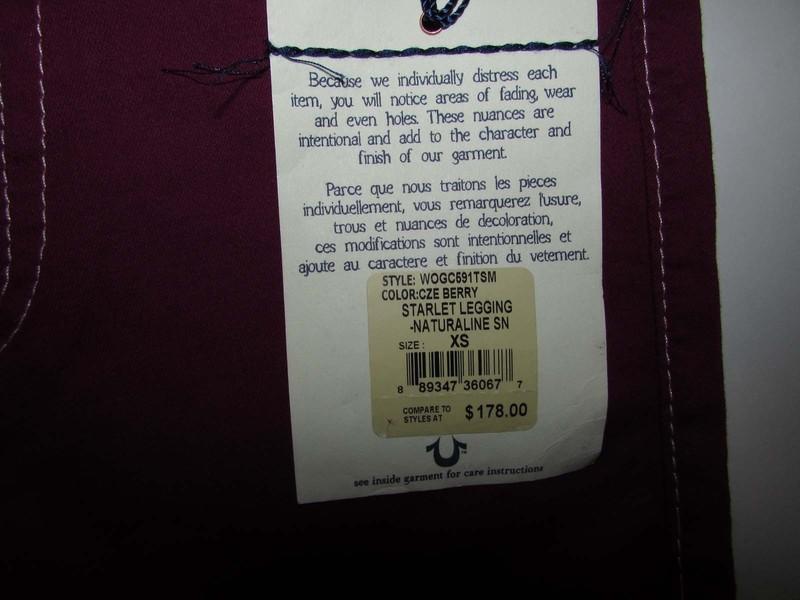 Because we individually distress each
item, you will notice areas of fading, wear
and even holes. These nuances are
intentional and add to the character and
finish of our garment.
Parce que nous traitons les pieces
individuellement, vous remarquerez l'usure,
trous et nuances de decoloration,
ces modifications sont intentionnelles et
ajoute au caractere et finition du vetement.
STYLE: WOGC691TSM
COLOR:CZE BERRY
STARLET LEGGING
-NATURALINE SN
SIZE : XS
8 89347 36067 7
COMPARE TO
STYLES AT $178.00
TM
see inside garment for care instructions